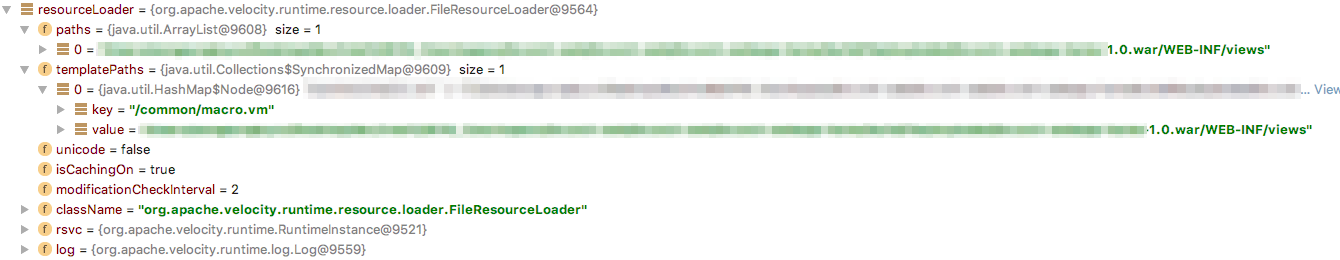 resourceLoader = {org.apache.velocity.runtime.resource.loader.FileResourceLoader@9564}
f paths = {java.util.ArrayList@9608} size = 1
0 = 1.0.war/WEB-INF/views"
f templatePaths = {java.util.Collections$SynchronizedMap@9609} size = 1
0 = {java.util.HashMap$Node@9616} ... View
key = "/common/macro.vm"
value = -1.0.war/WEB-INF/views"
f unicode = false
f isCachingOn = true
f modificationCheckInterval = 2
f className = "org.apache.velocity.runtime.resource.loader.FileResourceLoader"
f rsvc = {org.apache.velocity.runtime.RuntimeInstance@9521}
f log = {org.apache.velocity.runtime.log.Log@9559}